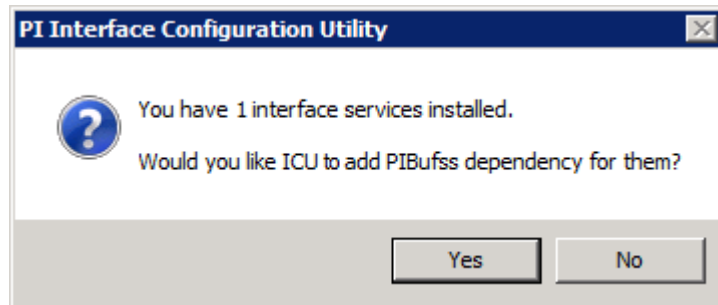 PI Interface Configuration Utility
You have 1 interface services installed.
Would you like ICU to add PIBufss dependency for them?
Yes
No